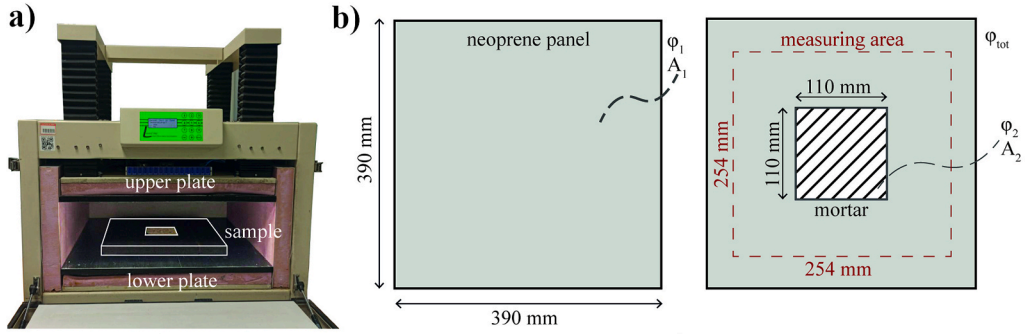 a)
upper plate
sample
lower plate
b)
neoprene panel
φ1
A1
390 mm
390 mm
measuring area
φtot
110 mm
110 mm
254 mm
φ2
A2
mortar
254 mm